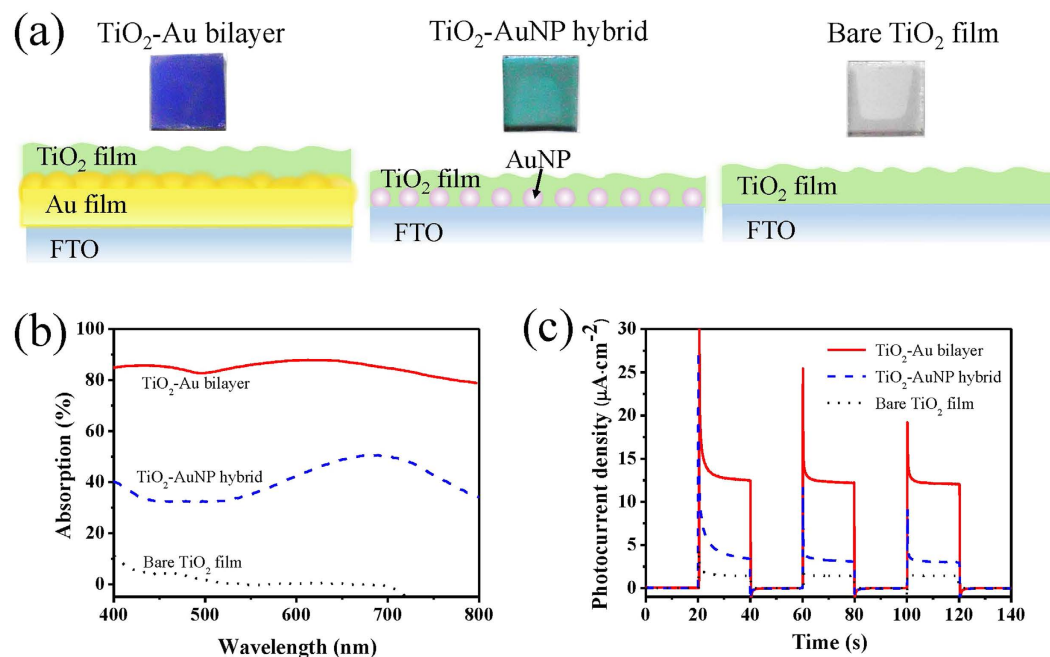 (a)
TiO₂-Au bilayer
TiO₂-AuNP hybrid
Bare TiO₂ film
TiO₂ film
Au film
FTO
AuNP
TiO₂ film
FTO
TiO₂ film
FTO
(b)
100
80
60
40
20
0
Absorption (%)
TiO₂-Au bilayer
TiO₂-AuNP hybrid
Bare TiO₂ film
400 500 600 700 800
Wavelength (nm)
(c)
30
25
20
15
10
5
0
Photocurrent density (μA·cm⁻²)
TiO₂-Au bilayer
TiO₂-AuNP hybrid
Bare TiO₂ film
0 20 40 60 80 100 120 140
Time (s)